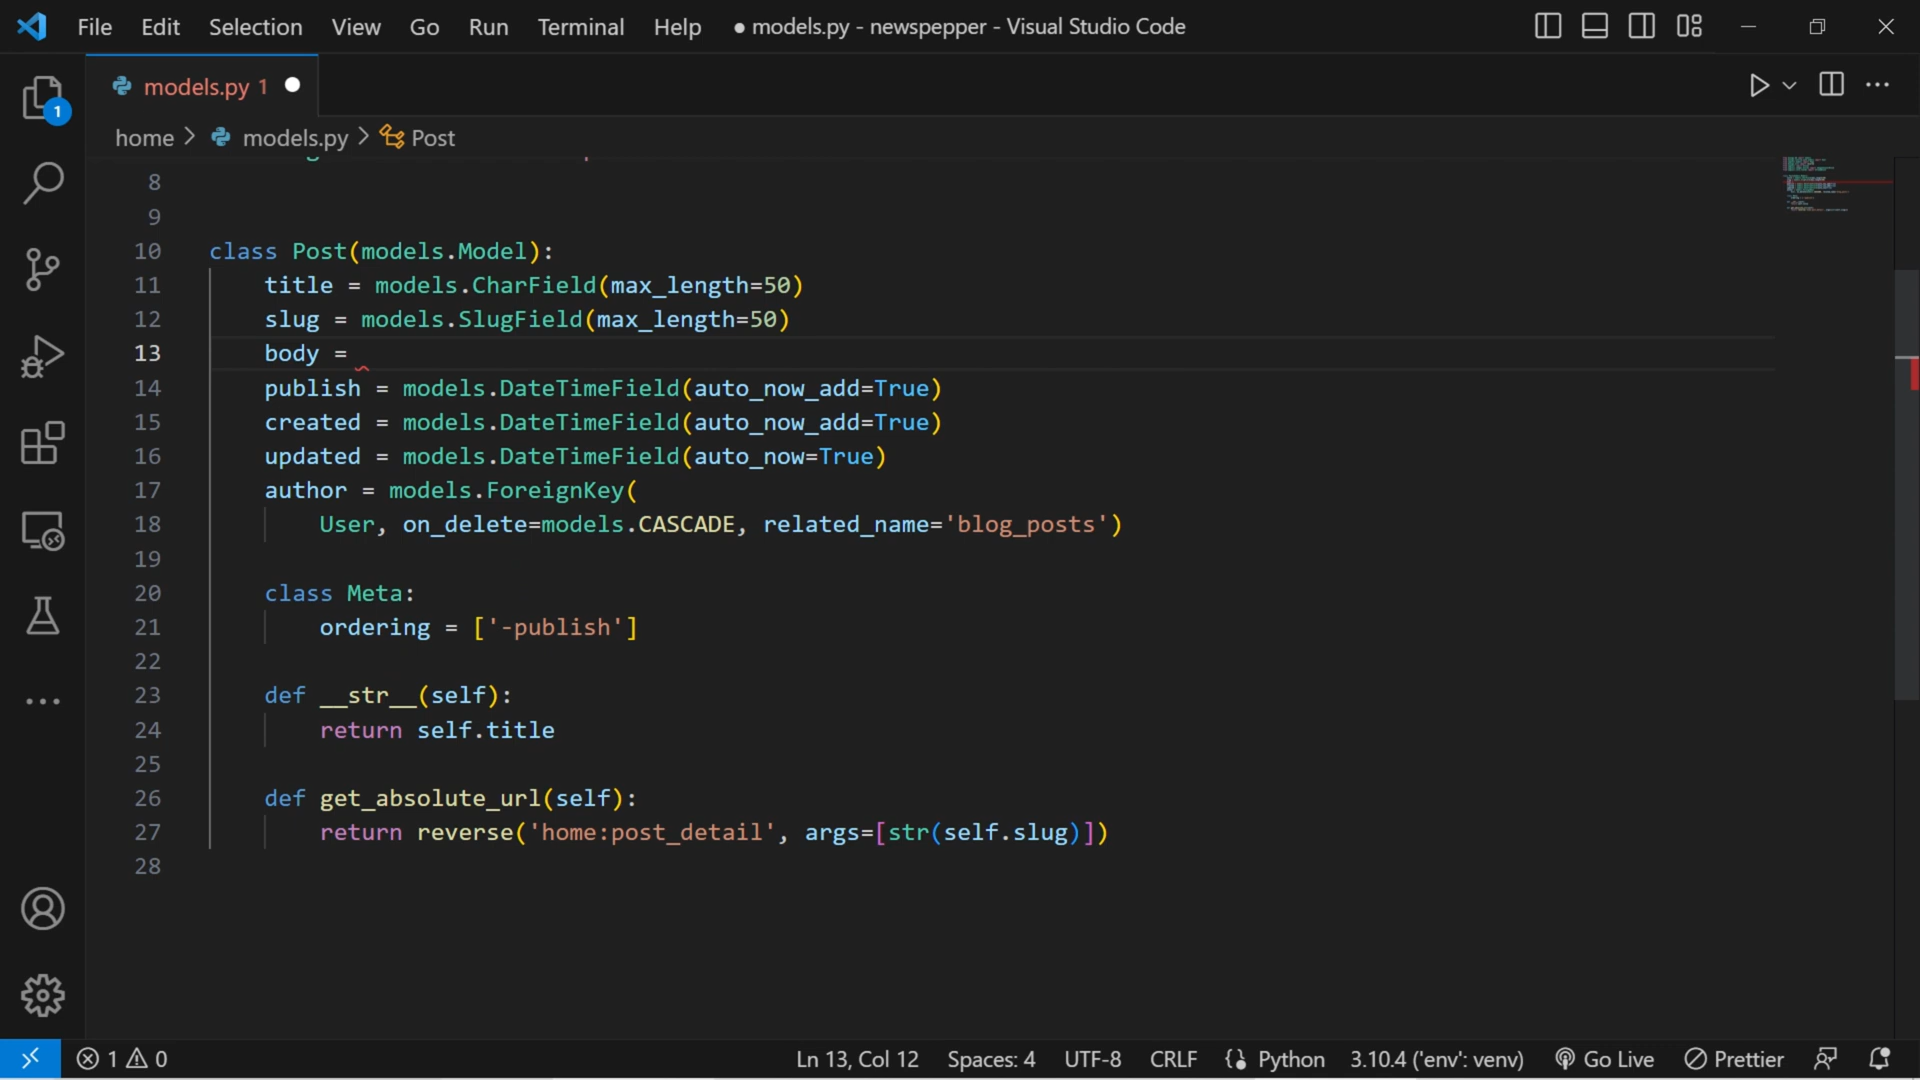 File Edit Selection View Go Run Terminal Help ● models.py - newspepper - Visual Studio Code
1
models.py 1
home > models.py > Post
8
9
10 class Post(models.Model):
11 title = models.CharField(max_length=50)
12 slug = models.SlugField(max_length=50)
13 body =
14 publish = models.DateTimeField(auto_now_add=True)
15 created = models.DateTimeField(auto_now_add=True)
16 updated = models.DateTimeField(auto_now=True)
17 author = models.ForeignKey(
18 User, on_delete=models.CASCADE, related_name='blog_posts')
19
20 class Meta:
21 ordering = ['-publish']
22
23 def __str__(self):
24 return self.title
25
26 def get_absolute_url(self):
27 return reverse('home:post_detail', args=[str(self.slug)])
28
1 0 Ln 13, Col 12 Spaces: 4 UTF-8 CRLF Python 3.10.4 ('env': venv) Go Live Prettier